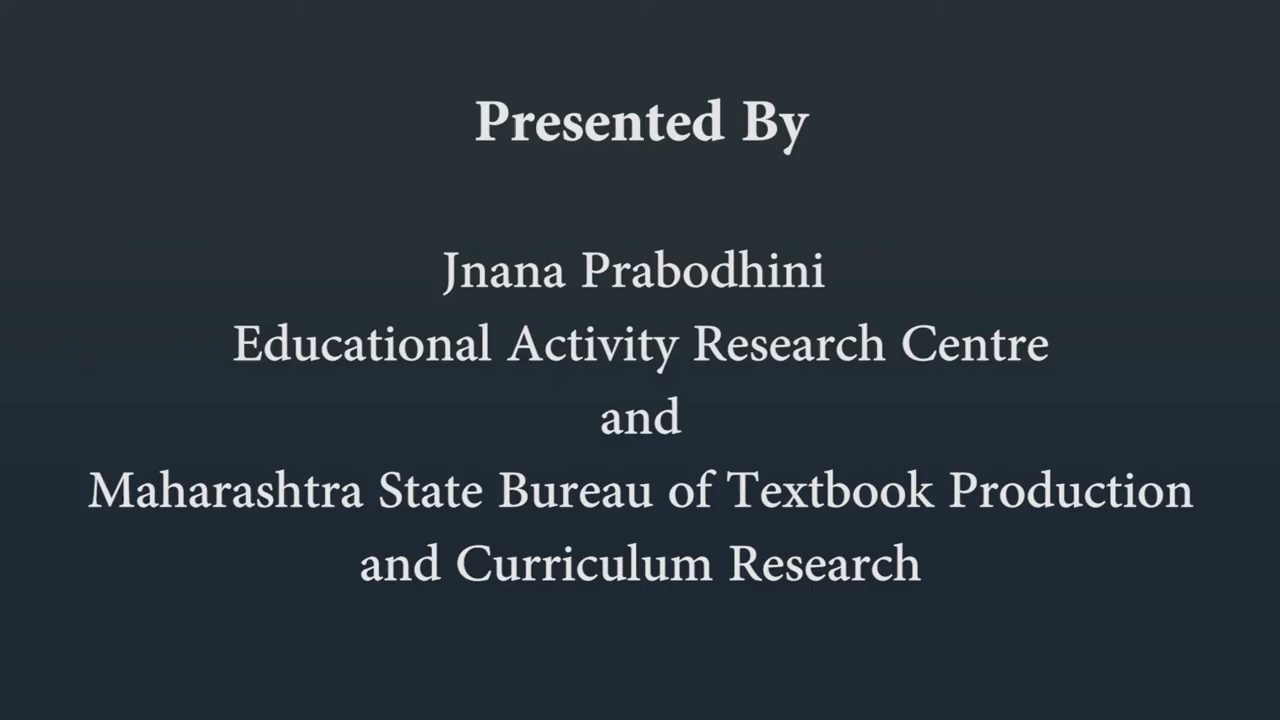 Presented By
Jnana Prabodhini
Educational Activity Research Centre
and
Maharashtra State Bureau of Textbook Production
and Curriculum Research